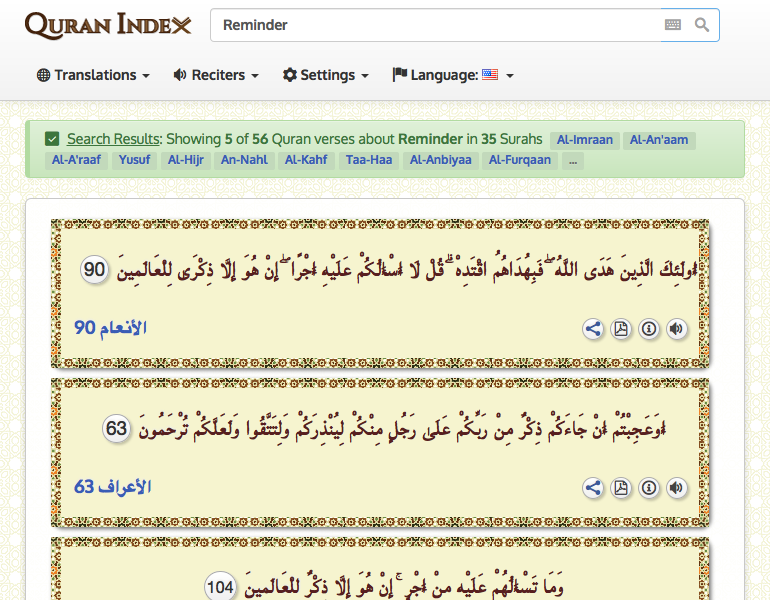 QURAN INDEX
Reminder
Translations Reciters Settings Language:
Search Results: Showing 5 of 56 Quran verses about Reminder in 35 Surahs Al-Imraan Al-An'aam
Al-A'raaf Yusuf Al-Hijr An-Nahl Al-Kahf Taa-Haa Al-Anbiyaa Al-Furqaan ...
أُولَٰئِكَ الَّذِينَ هَدَى اللَّهُ ۖ فَبِهُدَاهُمُ اقْتَدِهْ ۗ قُلْ لَا أَسْأَلُكُمْ عَلَيْهِ أَجْرًا ۖ إِنْ هُوَ إِلَّا ذِكْرَىٰ لِلْعَالَمِينَ 90
الأنعام 90
أَوَعَجِبْتُمْ أَنْ جَاءَكُمْ ذِكْرٌ مِنْ رَبِّكُمْ عَلَىٰ رَجُلٍ مِنْكُمْ لِيُنْذِرَكُمْ وَلِتَتَّقُوا وَلَعَلَّكُمْ تُرْحَمُونَ 63
الأعراف 63
وَمَا تَسْأَلُهُمْ عَلَيْهِ مِنْ أَجْرٍ ۚ إِنْ هُوَ إِلَّا ذِكْرٌ لِلْعَالَمِينَ 104